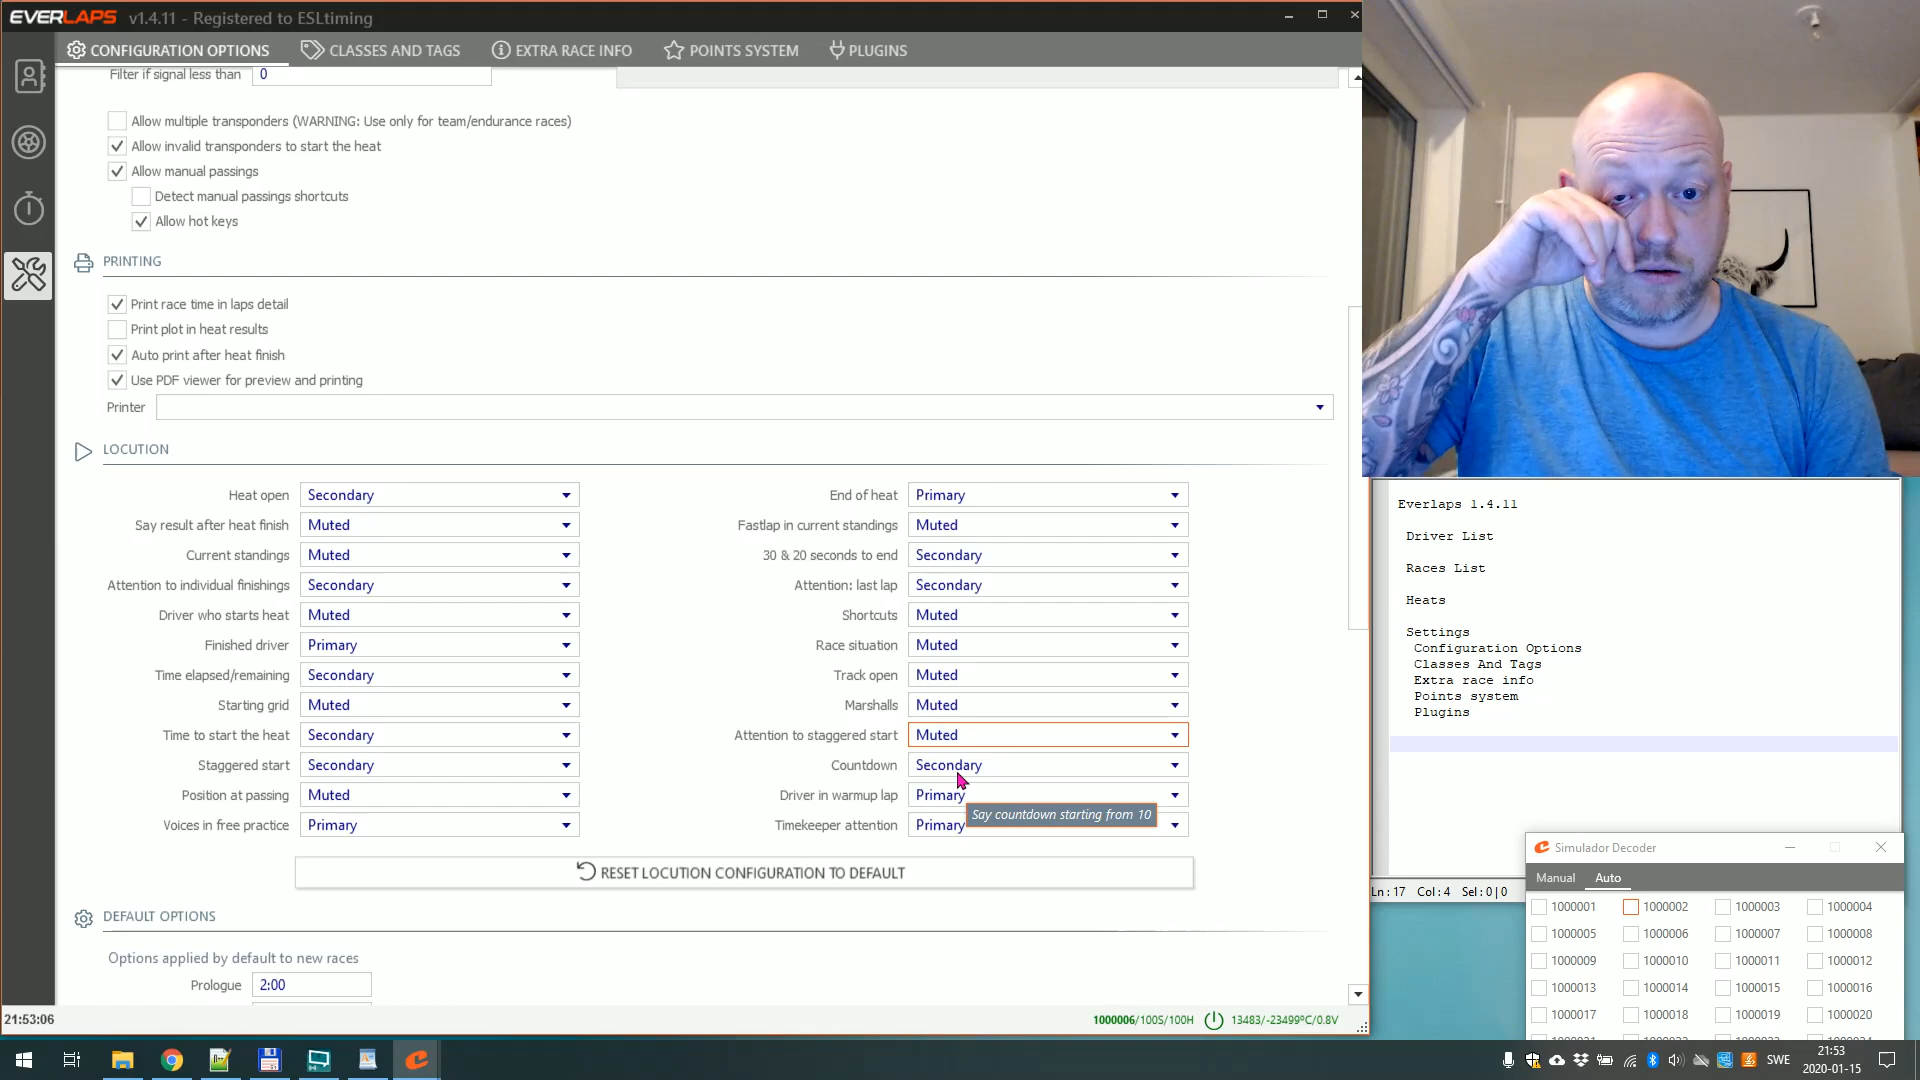 EVERLAPS v1.4.11 - Registered to ESLtiming
CONFIGURATION OPTIONS CLASSES AND TAGS EXTRA RACE INFO POINTS SYSTEM PLUGINS
Filter if signal less than 0
Allow multiple transponders (WARNING: Use only for team/endurance races)
Allow invalid transponders to start the heat
Allow manual passings
Detect manual passings shortcuts
Allow hot keys
PRINTING
Print race time in laps detail
Print plot in heat results
Auto print after heat finish
Use PDF viewer for preview and printing
Printer
LOCUTION
Heat open Secondary End of heat Primary
Say result after heat finish Muted Fastlap in current standings Muted
Current standings Muted 30 & 20 seconds to end Secondary
Attention to individual finishings Secondary Attention: last lap Secondary
Driver who starts heat Muted Shortcuts Muted
Finished driver Primary Race situation Muted
Time elapsed/remaining Secondary Track open Muted
Starting grid Muted Marshalls Muted
Time to start the heat Secondary Attention to staggered start Muted
Staggered start Secondary Countdown Secondary
Position at passing Muted Driver in warmup lap Primary
Say countdown starting from 10
Voices in free practice Primary Timekeeper attention Primary
RESET LOCUTION CONFIGURATION TO DEFAULT
DEFAULT OPTIONS
Options applied by default to new races
Prologue 2:00
21:53:06 1000006/100S/100H 13483/-23499ºC/0.8V
Everlaps 1.4.11
Driver List
Races List
Heats
Settings
Configuration Options
Classes And Tags
Extra race info
Points system
Plugins
Ln:17 Col:4 Sel:0|0
Simulador Decoder
Manual Auto
1000001 1000002 1000003 1000004
1000005 1000006 1000007 1000008
1000009 1000010 1000011 1000012
1000013 1000014 1000015 1000016
1000017 1000018 1000019 1000020
SWE 21:53
2020-01-15